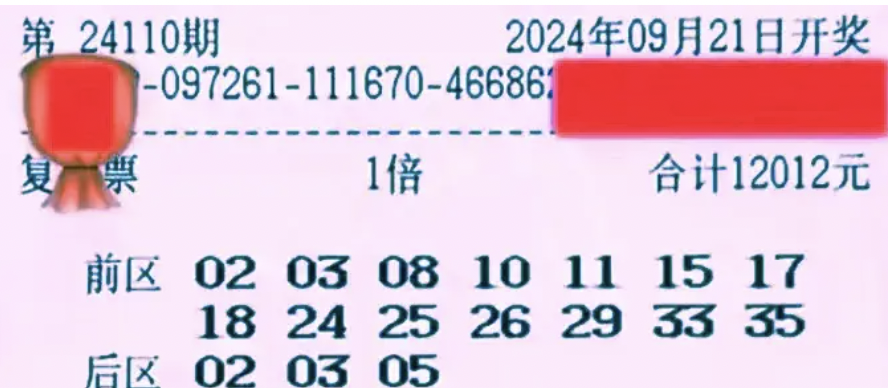 第 24110期 2024年09月21日开奖
-097261-111670-466862
复 票 1倍 合计12012元
前区 02 03 08 10 11 15 17
18 24 25 26 29 33 35
后区 02 03 05